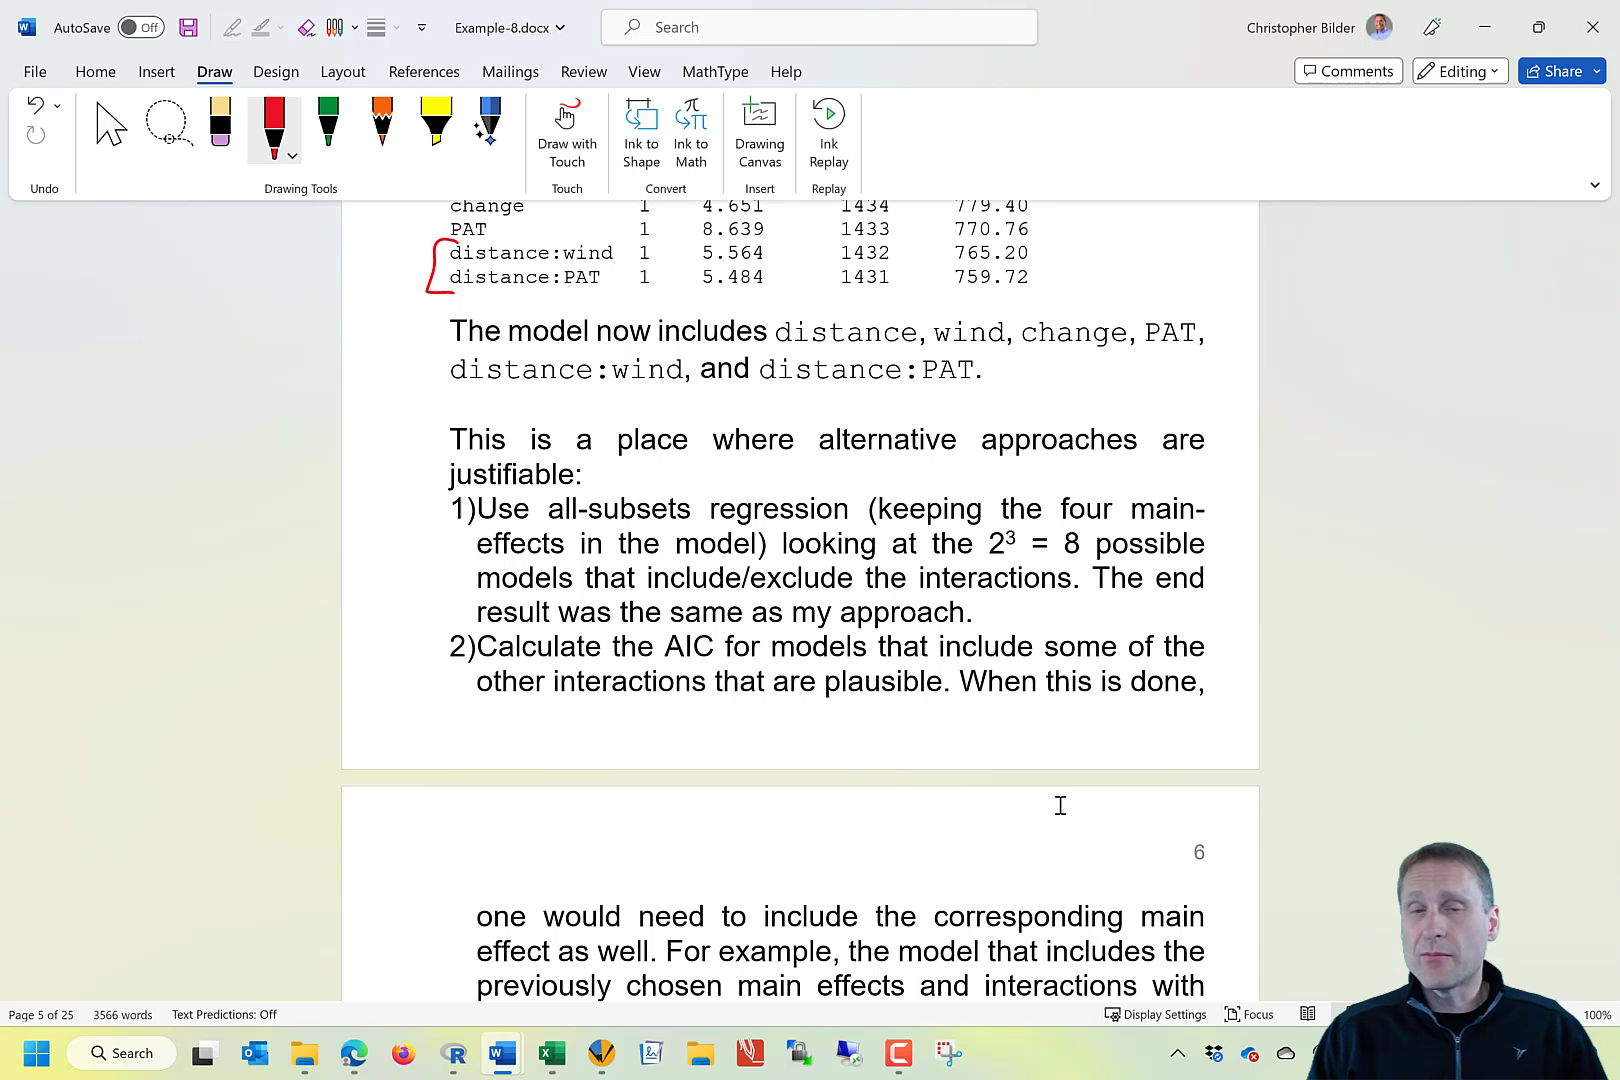 AutoSave Off Example-8.docx Search Christopher Bilder
File Home Insert Draw Design Layout References Mailings Review View MathType Help Comments Editing Share
Draw with Touch
Ink to Shape
Ink to Math
Drawing Canvas
Ink Replay
Undo Drawing Tools Touch Convert Insert Replay
change 1 4.651 1434 779.40
PAT 1 8.639 1433 770.76
distance:wind 1 5.564 1432 765.20
distance:PAT 1 5.484 1431 759.72
The model now includes distance, wind, change, PAT,
distance:wind, and distance:PAT.
This is a place where alternative approaches are
justifiable:
1)Use all-subsets regression (keeping the four main-
effects in the model) looking at the 2³ = 8 possible
models that include/exclude the interactions. The end
result was the same as my approach.
2)Calculate the AIC for models that include some of the
other interactions that are plausible. When this is done,
6
one would need to include the corresponding main
effect as well. For example, the model that includes the
previously chosen main effects and interactions with
Page 5 of 25 3566 words Text Predictions: Off Display Settings Focus 100%
Search